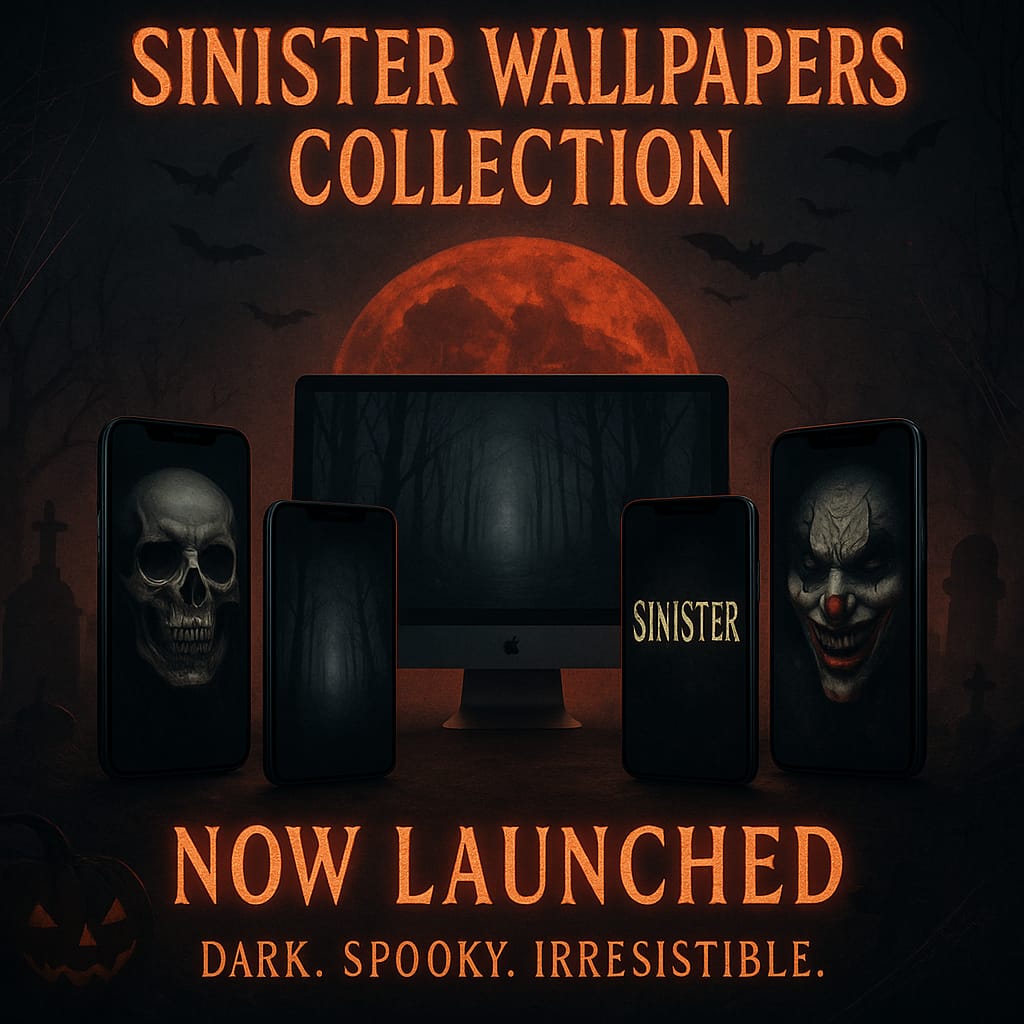 SINISTER WALLPAPERS
COLLECTION
SINISTER
NOW LAUNCHED
DARK. SPOOKY. IRRESISTIBLE.